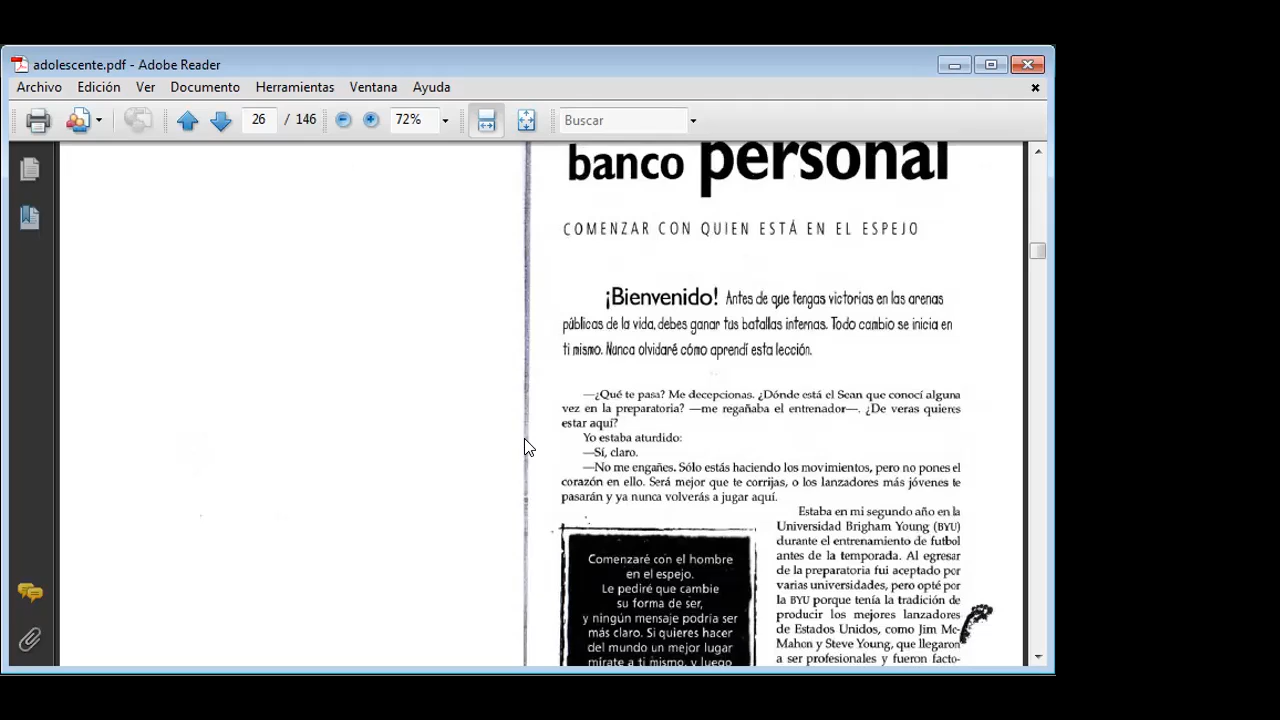 adolescente.pdf - Adobe Reader
Archivo Edición Ver Documento Herramientas Ventana Ayuda
26 / 146 72% Buscar
banco personal
COMENZAR CON QUIEN ESTÁ EN EL ESPEJO
¡Bienvenido! Antes de que tengas victorias en las arenas
públicas de la vida, debes ganar tus batallas internas. Todo cambio se inicia en
ti mismo. Nunca olvidaré cómo aprendí esta lección.
—¿Qué te pasa? Me decepcionas. ¿Dónde está el Sean que conocí alguna
vez en la preparatoria? —me regañaba el entrenador—. ¿De veras quieres
estar aquí?
Yo estaba aturdido:
—Sí, claro.
—No me engañes. Sólo estás haciendo los movimientos, pero no pones el
corazón en ello. Será mejor que te corrijas, o los lanzadores más jóvenes te
pasarán y ya nunca volverás a jugar aquí.
Estaba en mi segundo año en la
Universidad Brigham Young (BYU)
durante el entrenamiento de futbol
antes de la temporada. Al egresar
de la preparatoria fui aceptado por
varias universidades, pero opté por
la BYU porque tenía la tradición de
producir los mejores lanzadores
de Estados Unidos, como Jim Mc-
Mahon y Steve Young, que llegaron
a ser profesionales y fueron facto-
Comenzaré con el hombre
en el espejo.
Le pediré que cambie
su forma de ser,
y ningún mensaje podría ser
más claro. Si quieres hacer
del mundo un mejor lugar
mírate a ti mismo, y luego